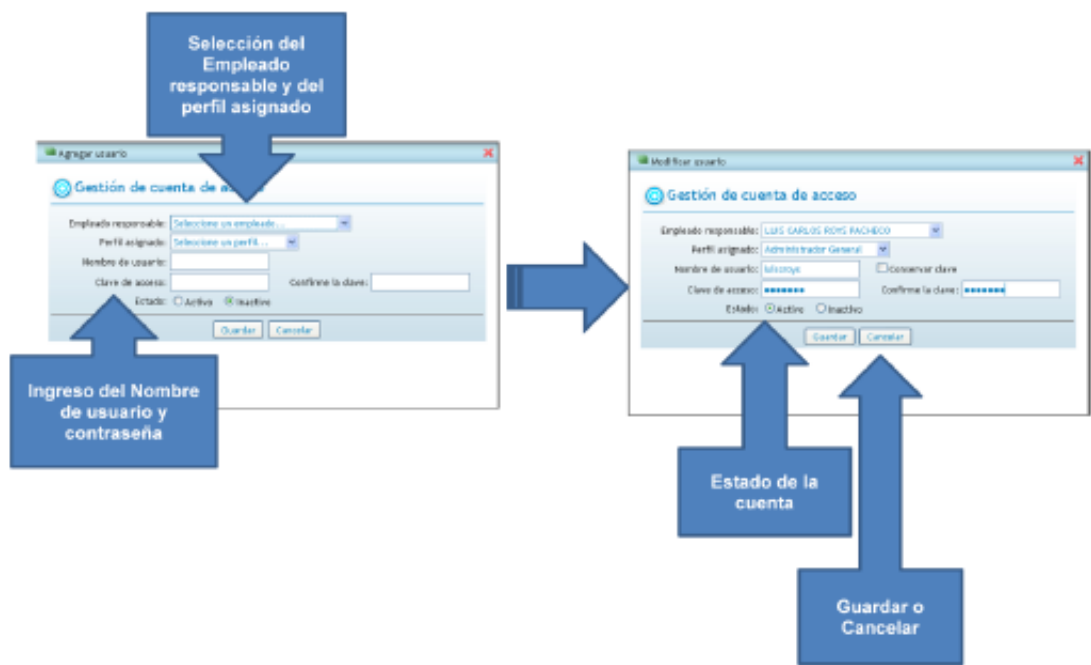 Selección del
Empleado
responsable y del
perfil asignado
Agregar usuario
Gestión de cuenta de
Empleado responsable: Seleccione un empleado...
Perfil asignado: Seleccione un perfil...
Nombre de usuario:
Clave de acceso: Confirme la clave:
Estado: Activo Inactivo
Guardar Cancelar
Ingreso del Nombre
de usuario y
contraseña
Modificar usuario
Gestión de cuenta de acceso
Empleado responsable: LUIS CARLOS ROYS PACHECO
Perfil asignado: Administrador General
Nombre de usuario: Conservar clave
Clave de acceso: Confirme la clave:
Estado: Activo Inactivo
Guardar Cancelar
Estado de la
cuenta
Guardar o
Cancelar